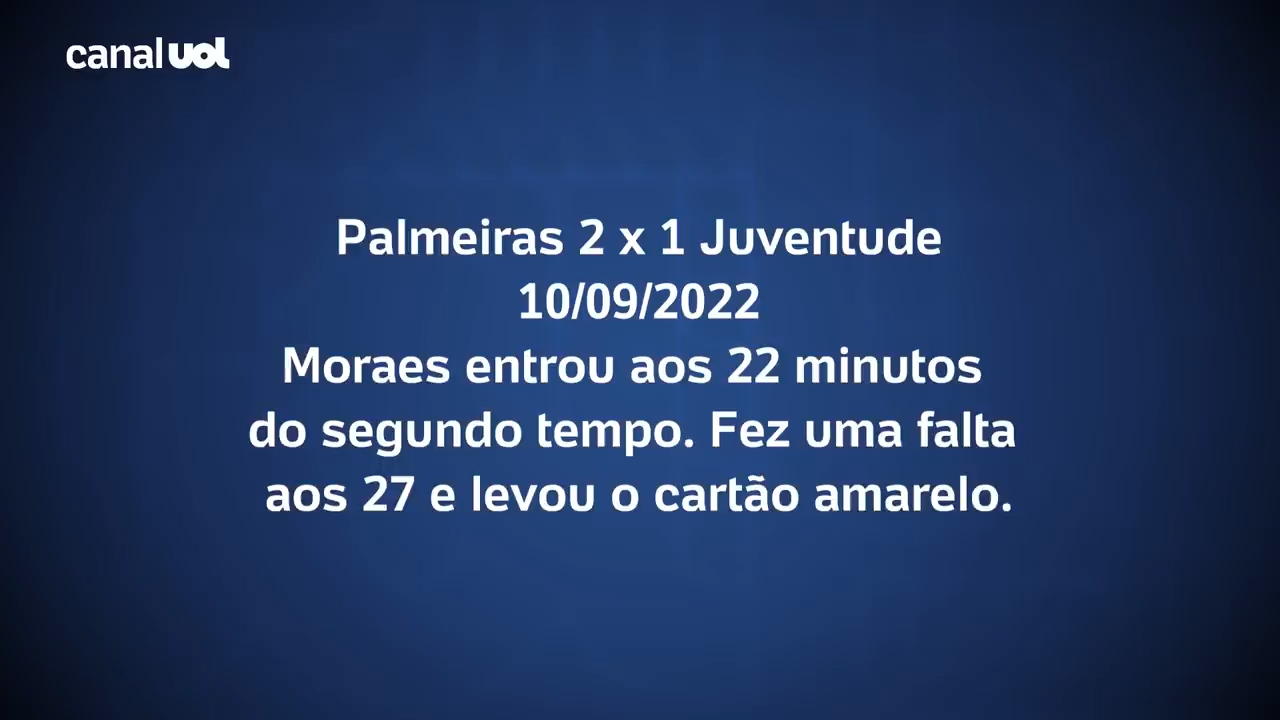 canal uol
Palmeiras 2 x 1 Juventude
10/09/2022
Moraes entrou aos 22 minutos
do segundo tempo. Fez uma falta
aos 27 e levou o cartão amarelo.